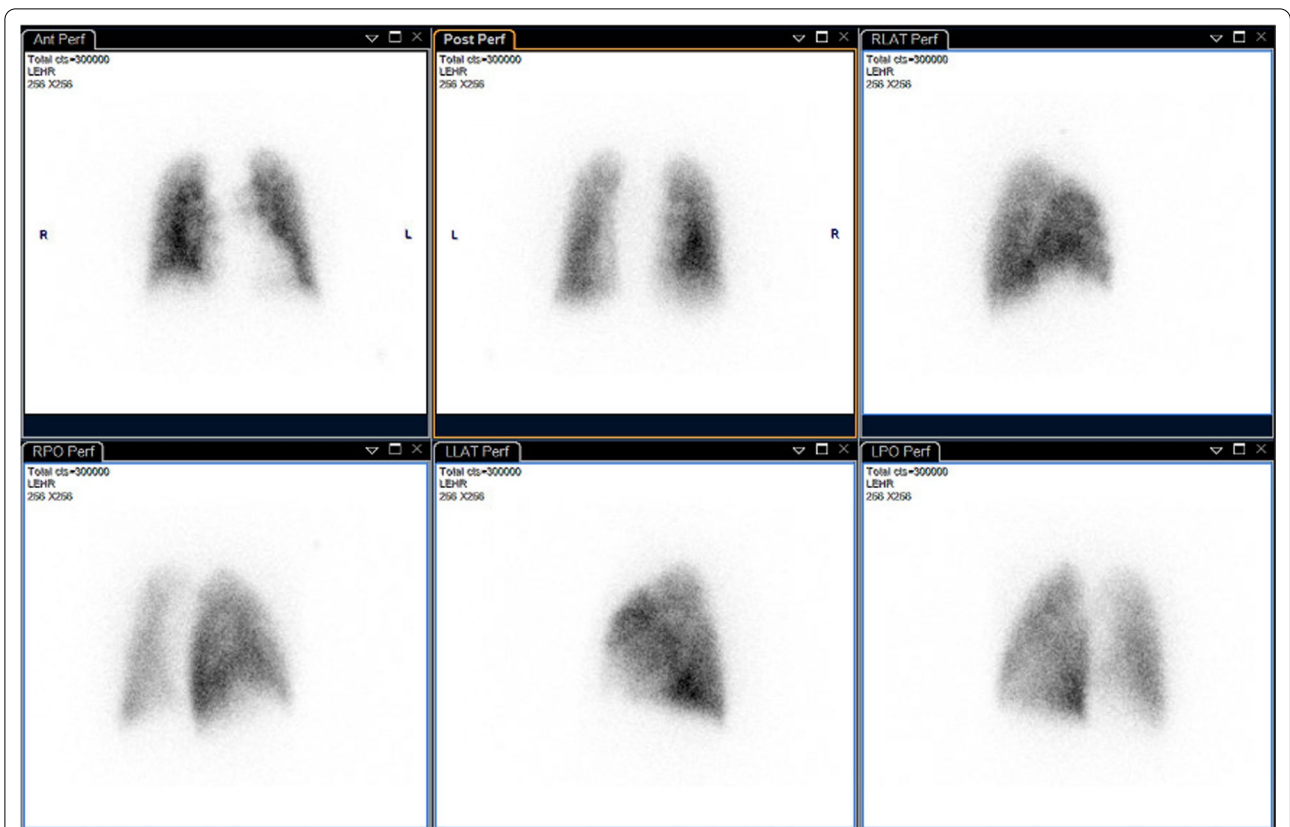 Ant Perf
Total cts=300000
LEHR
256 X256
R
L
Post Perf
Total cts=300000
LEHR
256 X256
L
R
RLAT Perf
Total cts=300000
LEHR
256 X256
RPO Perf
Total cts=300000
LEHR
256 X256
LLAT Perf
Total cts=300000
LEHR
256 X256
LPO Perf
Total cts=300000
LEHR
256 X256